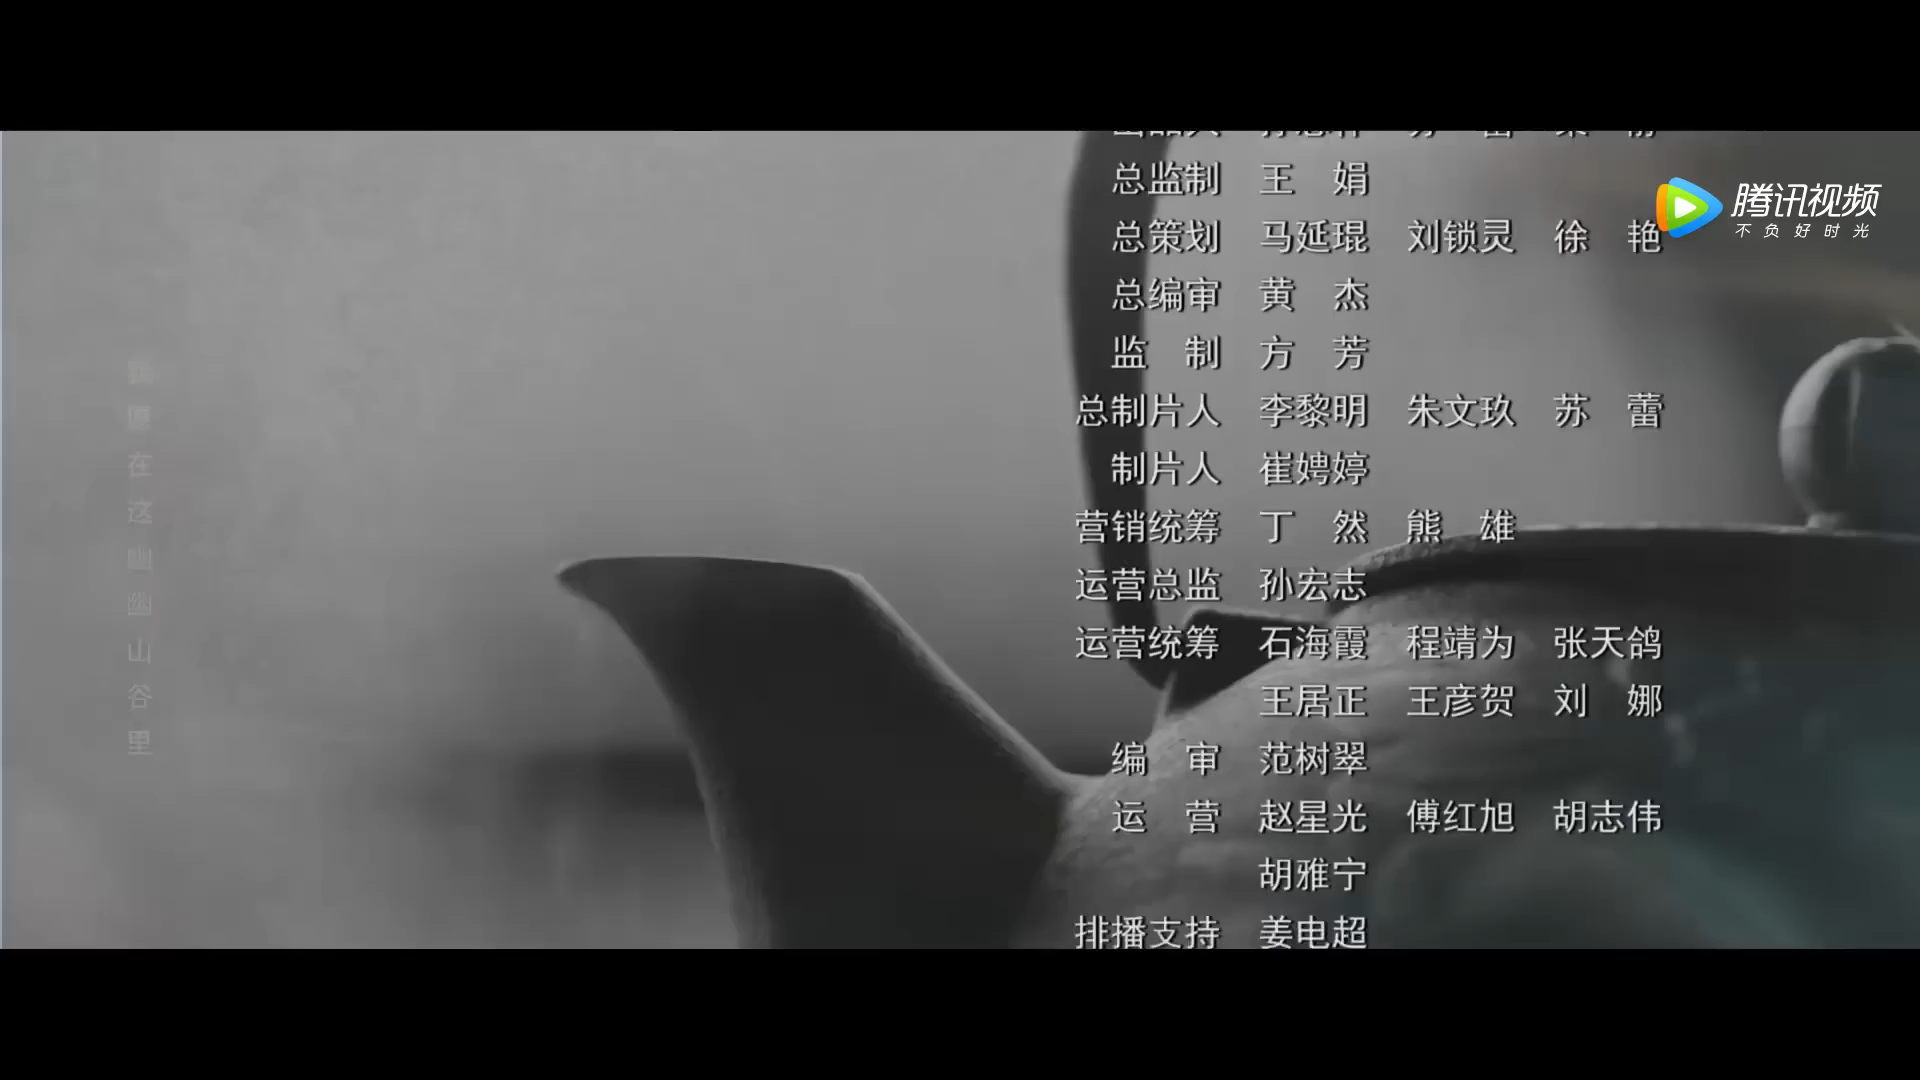 总监制 王 娟
总策划 马延琨 刘锁灵 徐 艳
总编审 黄 杰
监 制 方 芳
总制片人 李黎明 朱文玖 苏 蕾
制片人 崔娉婷
营销统筹 丁 然 熊 雄
运营总监 孙宏志
运营统筹 石海霞 程靖为 张天鸽
王居正 王彦贺 刘 娜
编 审 范树翠
运 营 赵星光 傅红旭 胡志伟
胡雅宁
排播支持 姜电超
腾讯视频
不负好时光
愿在这幽幽山谷里